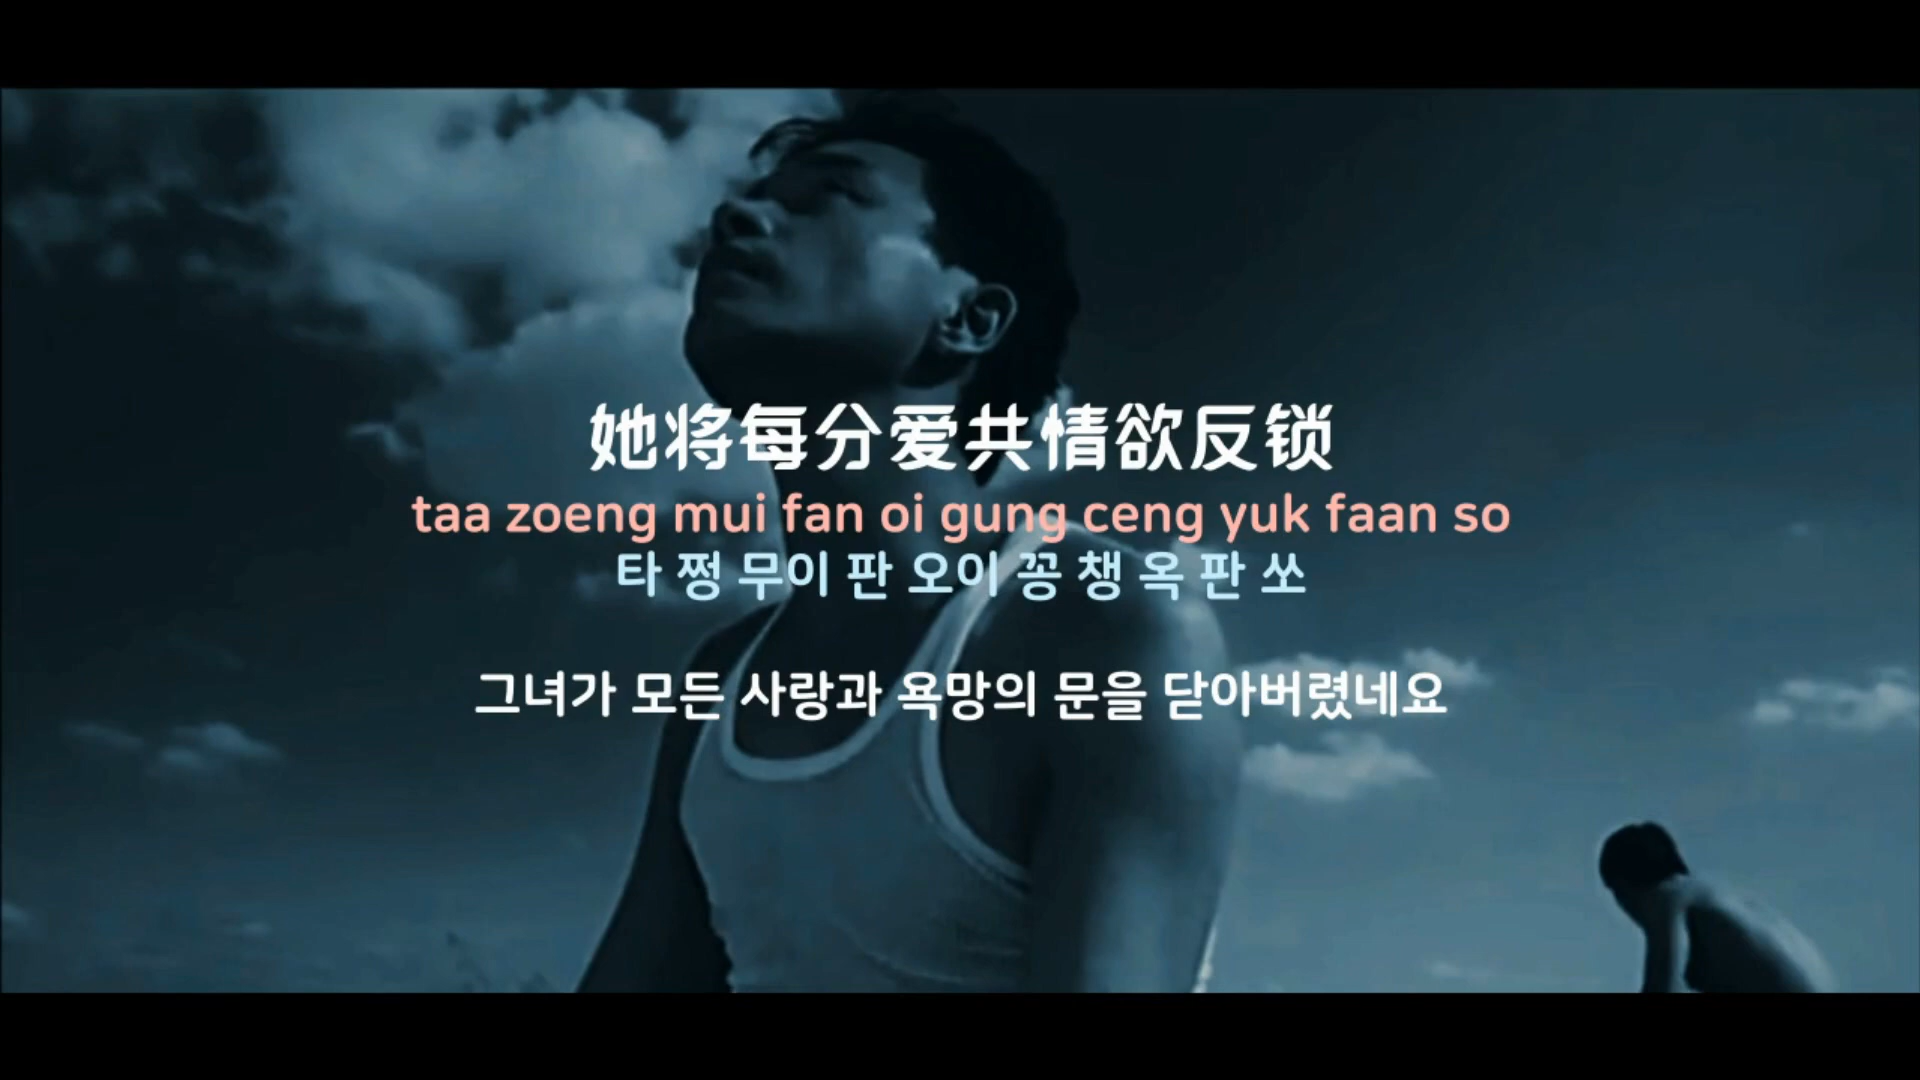 她将每分爱共情欲反锁
taa zoeng mui fan oi gung ceng yuk faan so
타 쩡 무이 판 오이 꽁 챙 욕 판 쏘
그녀가 모든 사랑과 욕망의 문을 닫아버렸네요